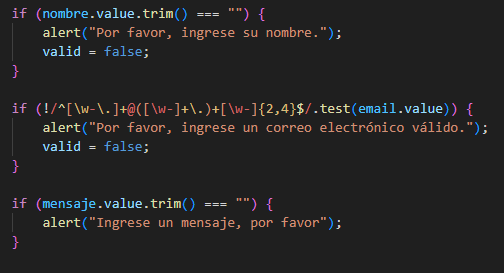 if (nombre.value.trim() === "") {
    alert("Por favor, ingrese su nombre.");
    valid = false;
}
if (!/^[\w-\.]+@([\w-]+\.)+[\w-]{2,4}$/.test(email.value)) {
    alert("Por favor, ingrese un correo electrónico válido.");
    valid = false;
}
if (mensaje.value.trim() === "") {
    alert("Ingrese un mensaje, por favor");
}